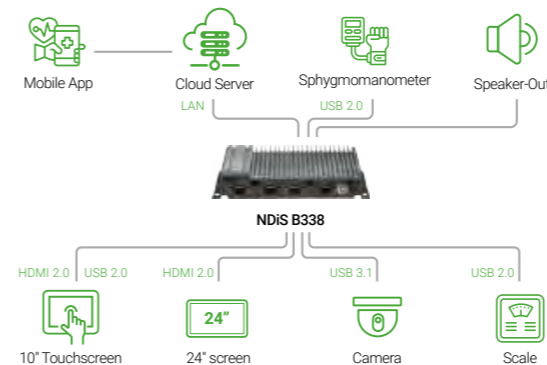 Mobile App
Cloud Server
Sphygmomanometer
Speaker-Out
LAN
USB 2.0
NDiS B338
HDMI 2.0
USB 2.0
HDMI 2.0
USB 3.1
USB 2.0
24"
10" Touchscreen
24" screen
Camera
Scale